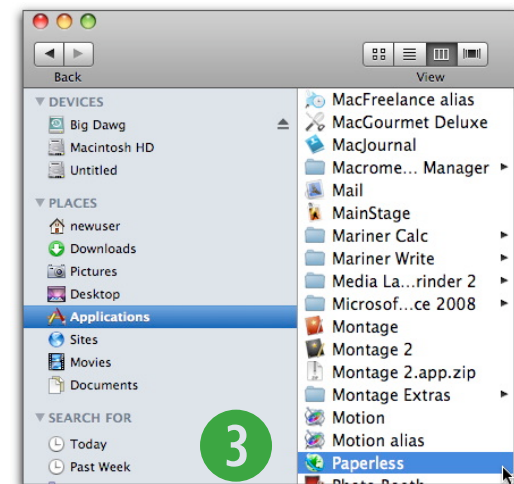 Back
View
DEVICES
Big Dawg
Macintosh HD
Untitled
PLACES
newuser
Downloads
Pictures
Desktop
Applications
Sites
Movies
Documents
SEARCH FOR
Today
Past Week
MacFreelance alias
MacGourmet Deluxe
MacJournal
Macrome... Manager
Mail
MainStage
Mariner Calc
Mariner Write
Media La...rinder 2
Microsof...ce 2008
Montage
Montage 2
Montage 2.app.zip
Montage Extras
Motion
Motion alias
Paperless
Photo Booth
3